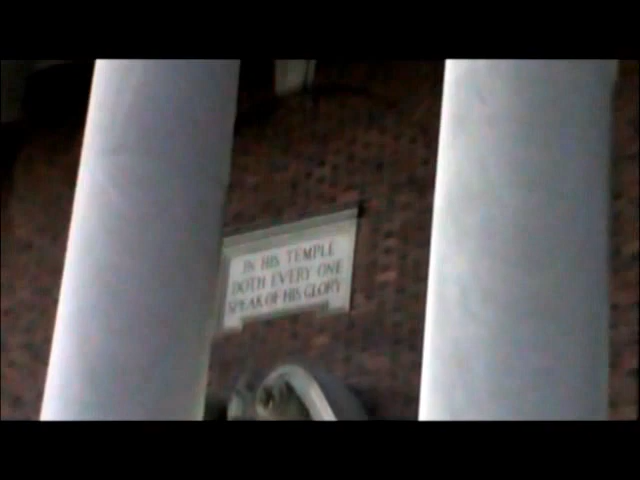 IN HIS TEMPLE
DOTH EVERY ONE
SPEAK OF HIS GLORY